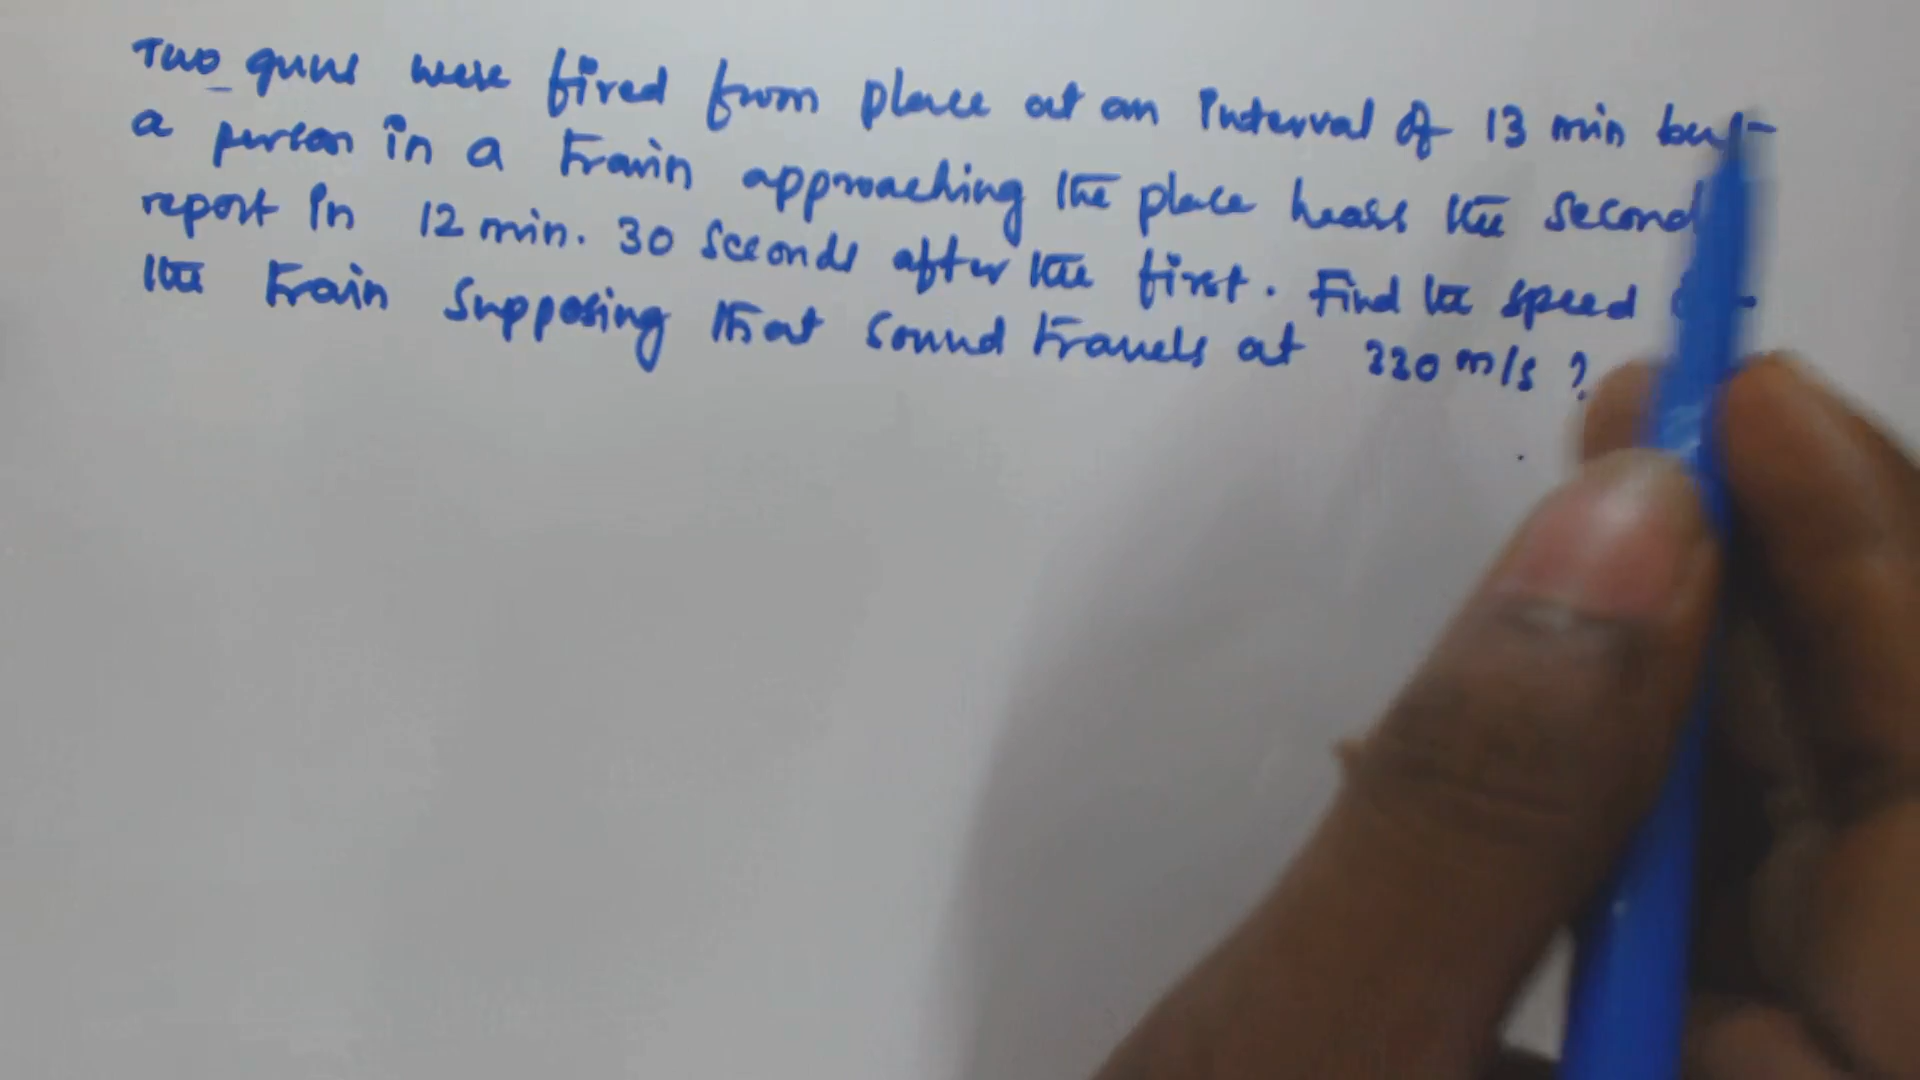 Two guns were fired from place at an Interval of 13 min but
a person in a train approaching the place hears the second
report in 12 min. 30 seconds after the first. Find the speed
the train supposing that sound travels at 330 m/s ?